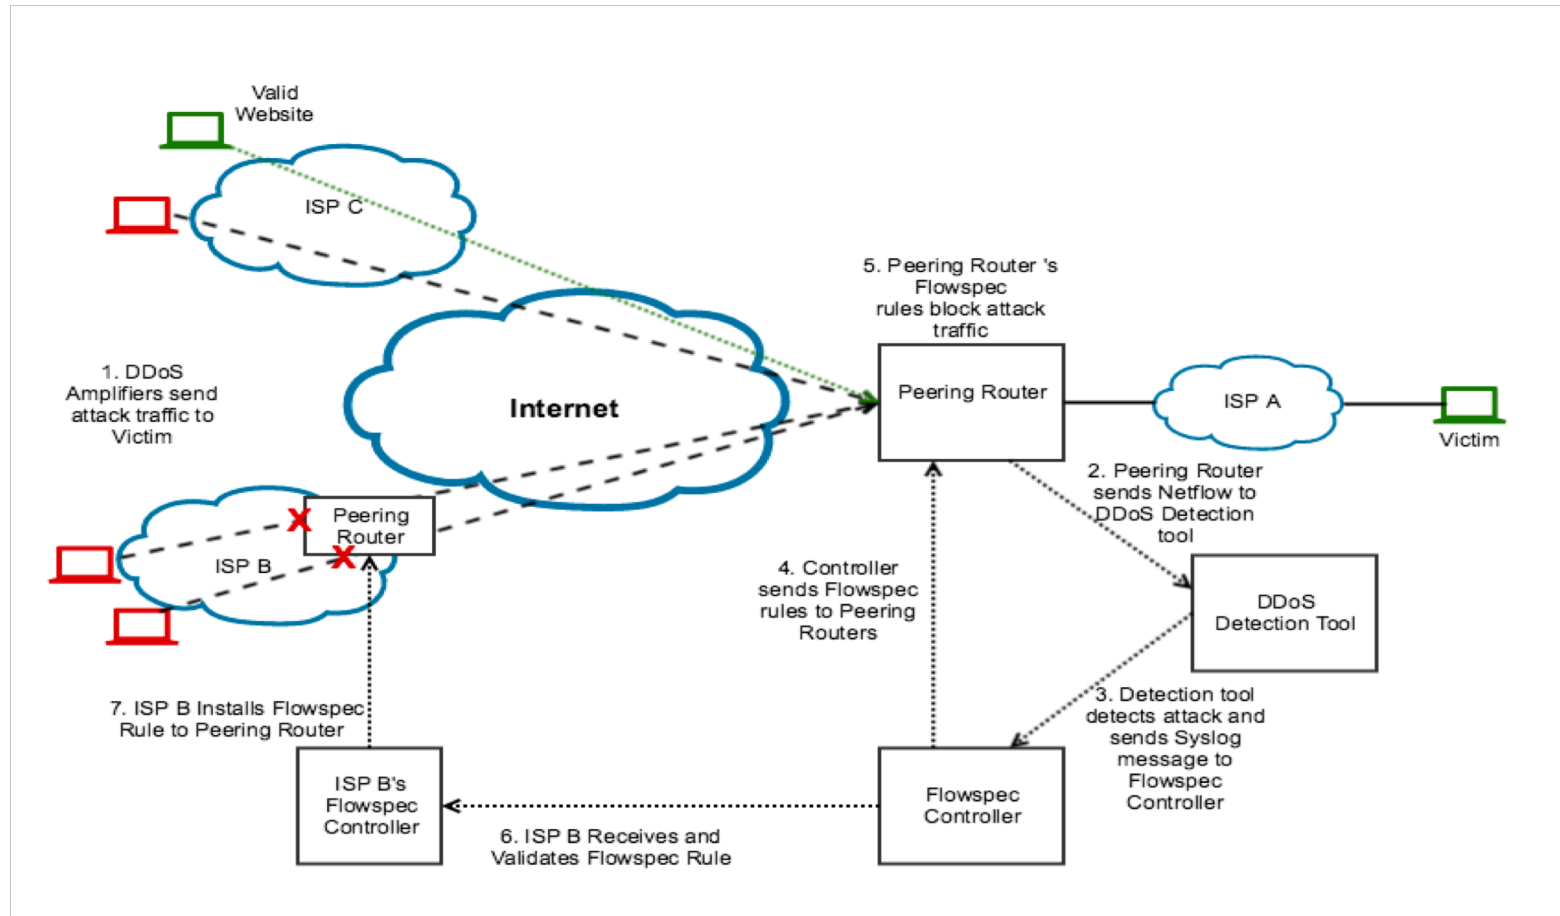 Valid
Website
ISP C
5. Peering Router 's
Flowspec
rules block attack
traffic
1. DDoS
Amplifiers send
attack traffic to
Victim
Internet
Peering Router
ISP A
Victim
2. Peering Router
sends Netflow to
DDoS Detection
tool
Peering
Router
ISP B
4. Controller
sends Flowspec
rules to Peering
Routers
DDoS
Detection Tool
3. Detection tool
detects attack and
sends Syslog
message to
Flowspec
Controller
7. ISP B Installs Flowspec
Rule to Peering Router
ISP B's
Flowspec
Controller
Flowspec
Controller
6. ISP B Receives and
Validates Flowspec Rule